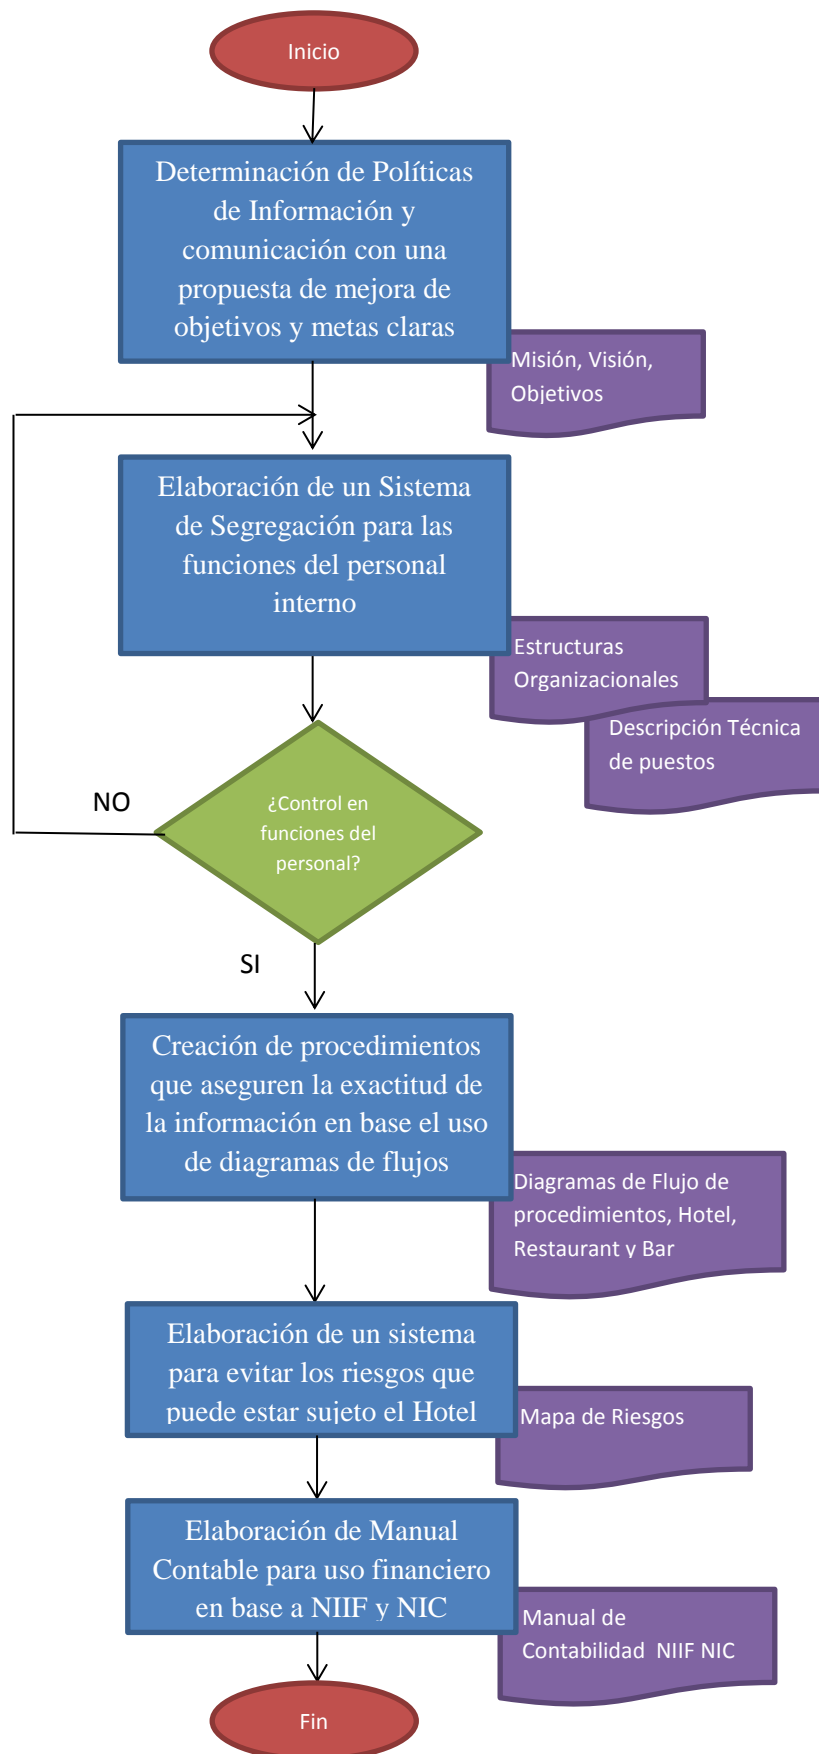 Inicio
Determinación de Políticas
de Información y
comunicación con una
propuesta de mejora de
objetivos y metas claras
Misión, Visión,
Objetivos
Elaboración de un Sistema
de Segregación para las
funciones del personal
interno
Estructuras
Organizacionales
Descripción Técnica
de puestos
¿Control en
funciones del
personal?
NO
SI
Creación de procedimientos
que aseguren la exactitud de
la información en base el uso
de diagramas de flujos
Diagramas de Flujo de
procedimientos, Hotel,
Restaurant y Bar
Elaboración de un sistema
para evitar los riesgos que
puede estar sujeto el Hotel
Mapa de Riesgos
Elaboración de Manual
Contable para uso financiero
en base a NIIF y NIC
Manual de
Contabilidad NIIF NIC
Fin